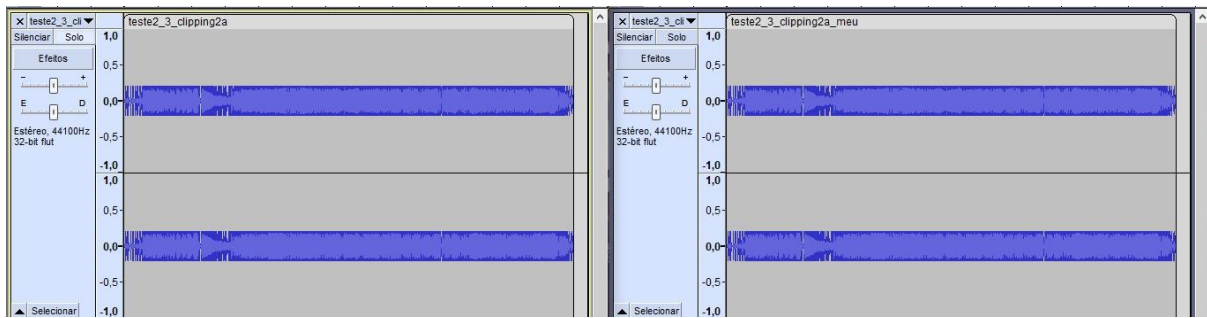 × teste2_3_cli▼ teste2_3_clipping2a
Silenciar Solo
Efeitos
- +
E D
Estéreo, 44100Hz
32-bit flut
▲ Selecionar
1,0
0,5-
0,0-
-0,5-
-1,0
1,0
0,5-
0,0-
-0,5-
-1,0
× teste2_3_cli▼ teste2_3_clipping2a_meu
Silenciar Solo
Efeitos
- +
E D
Estéreo, 44100Hz
32-bit flut
▲ Selecionar
1,0
0,5-
0,0-
-0,5-
-1,0
1,0
0,5-
0,0-
-0,5-
-1,0